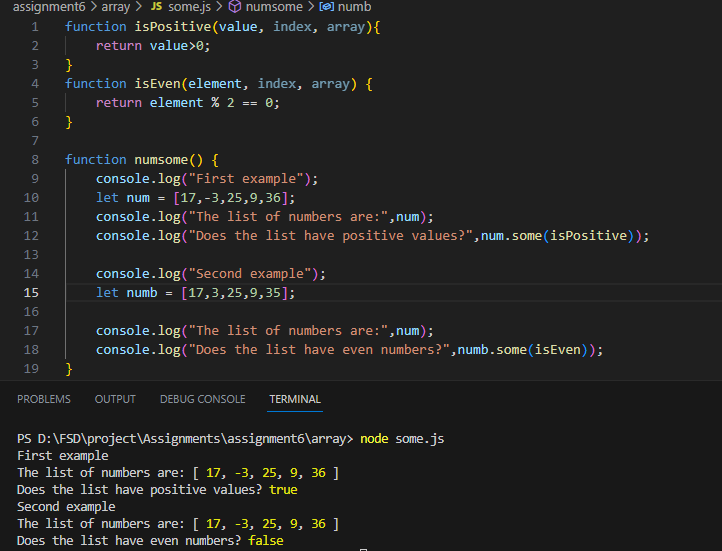 assignment6 > array > JS some.js > numsome > numb
1 function isPositive(value, index, array){
2 return value>0;
3 }
4 function isEven(element, index, array) {
5 return element % 2 == 0;
6 }
7
8 function numsome() {
9 console.log("First example");
10 let num = [17,-3,25,9,36];
11 console.log("The list of numbers are:",num);
12 console.log("Does the list have positive values?",num.some(isPositive));
13
14 console.log("Second example");
15 let numb = [17,3,25,9,35];
16
17 console.log("The list of numbers are:",num);
18 console.log("Does the list have even numbers?",numb.some(isEven));
19 }
PROBLEMS OUTPUT DEBUG CONSOLE TERMINAL
PS D:\FSD\project\Assignments\assignment6\array> node some.js
First example
The list of numbers are: [ 17, -3, 25, 9, 36 ]
Does the list have positive values? true
Second example
The list of numbers are: [ 17, -3, 25, 9, 36 ]
Does the list have even numbers? false